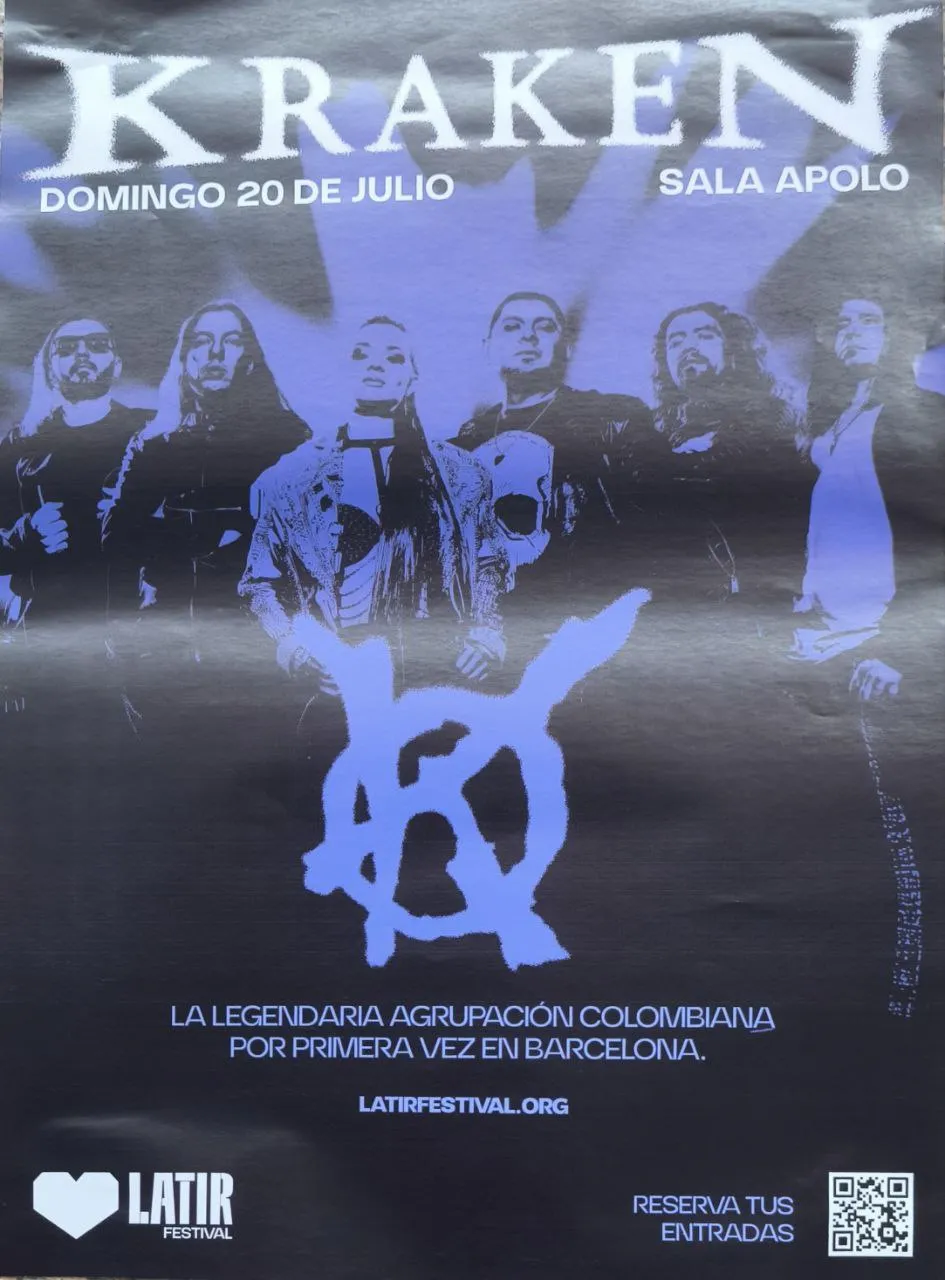 KRAKEN
DOMINGO 20 DE JULIO
SALA APOLO
LA LEGENDARIA AGRUPACIÓN COLOMBIANA
POR PRIMERA VEZ EN BARCELONA.
LATIRFESTIVAL.ORG
LATIR
FESTIVAL
RESERVA TUS
ENTRADAS